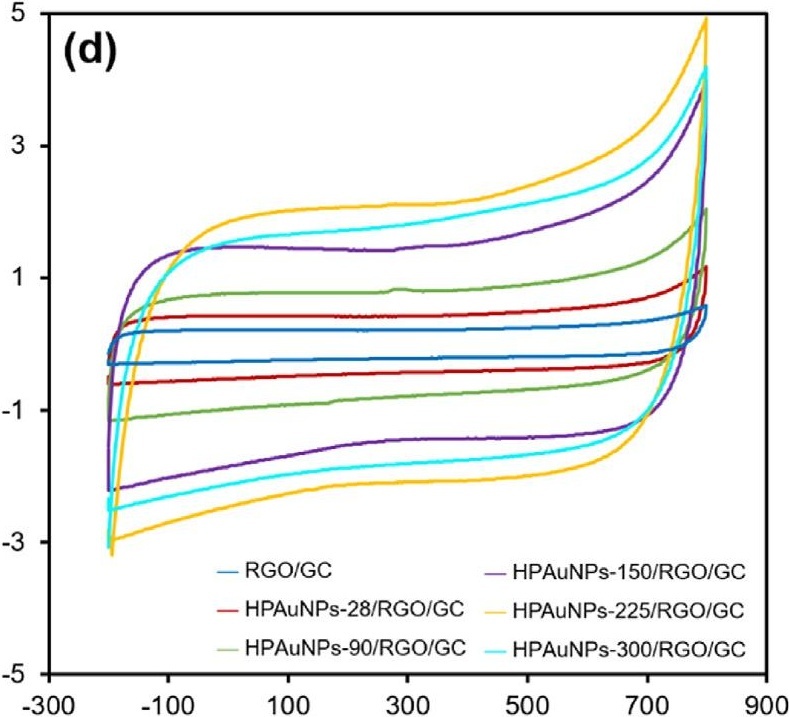 5
(d)
3
1
-1
-3
RGO/GC
HPAuNPs-150/RGO/GC
HPAuNPs-28/RGO/GC
HPAuNPs-225/RGO/GC
HPAuNPs-90/RGO/GC
HPAuNPs-300/RGO/GC
-5
-300 -100 100 300 500 700 900